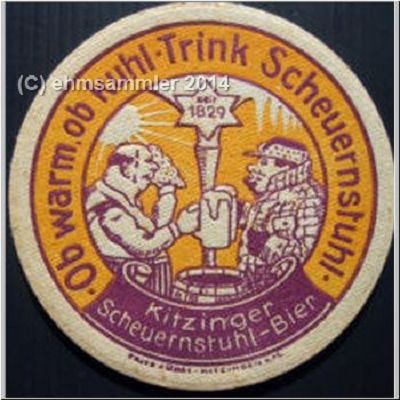 (C) ehmsammler 2014
·Ob warm.ob kühl·Trink Scheuernstuhl·
SEIT
1829
Kitzinger
Scheuernstuhl-Bier